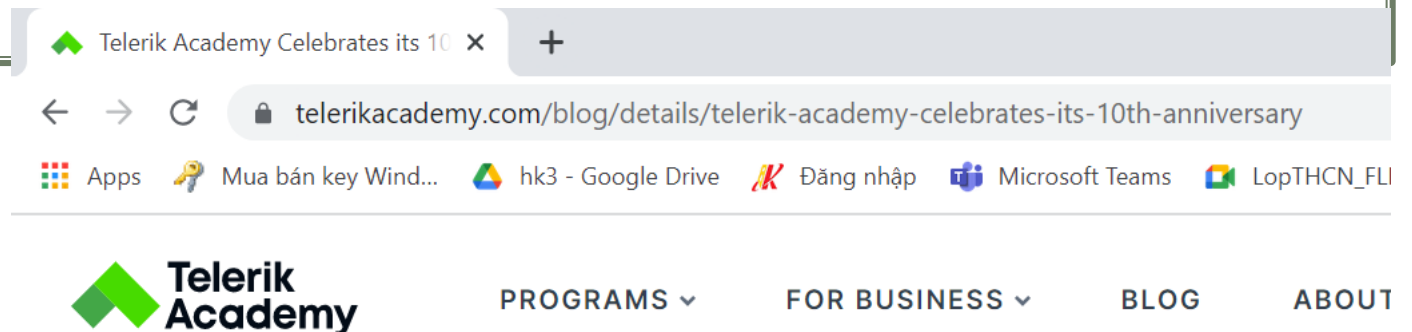 Telerik Academy Celebrates its 10
telerikacademy.com/blog/details/telerik-academy-celebrates-its-10th-anniversary
Apps Mua bán key Wind... hk3 - Google Drive Đăng nhập Microsoft Teams LopTHCN_FLI
Telerik
Academy
PROGRAMS FOR BUSINESS BLOG ABOUT